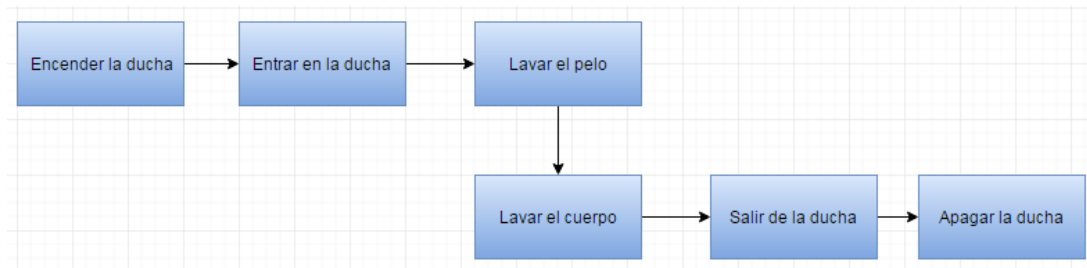 Encender la ducha
Entrar en la ducha
Lavar el pelo
Lavar el cuerpo
Salir de la ducha
Apagar la ducha